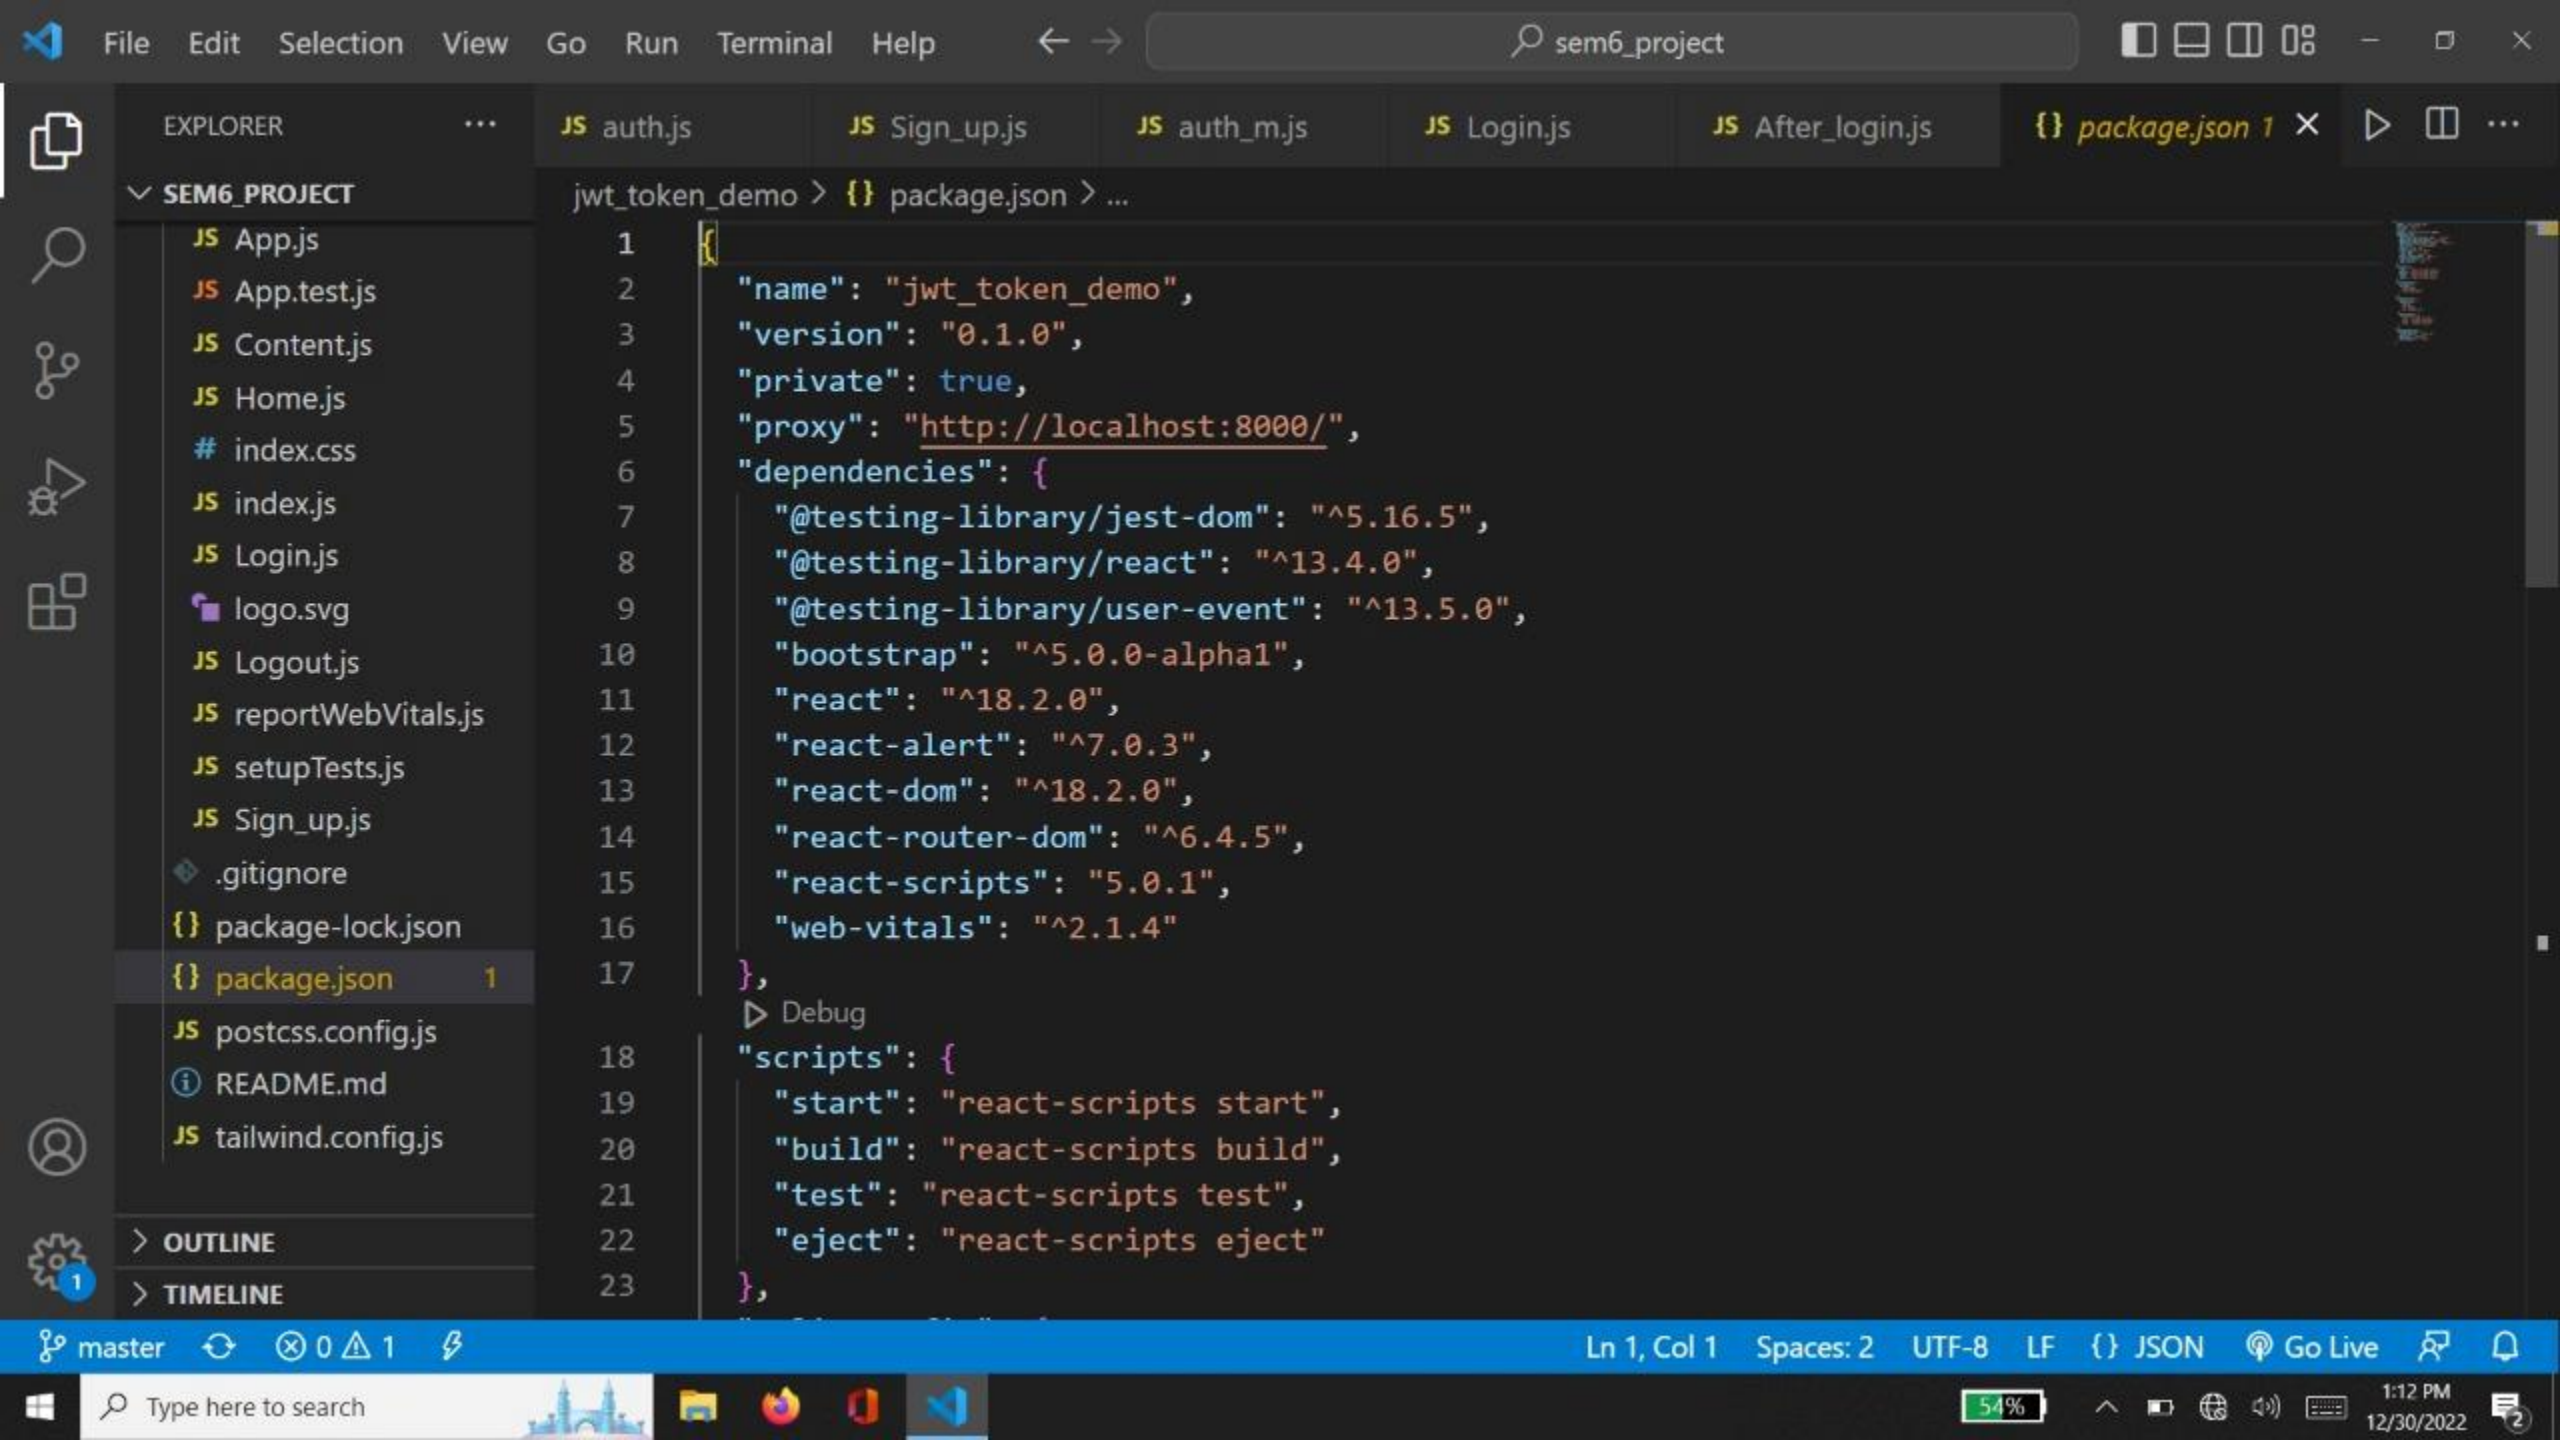 File Edit Selection View Go Run Terminal Help sem6_project
EXPLORER
SEM6_PROJECT
JS App.js
JS App.test.js
JS Content.js
JS Home.js
# index.css
JS index.js
JS Login.js
logo.svg
JS Logout.js
JS reportWebVitals.js
JS setupTests.js
JS Sign_up.js
.gitignore
{} package-lock.json
{} package.json 1
JS postcss.config.js
README.md
JS tailwind.config.js
OUTLINE
TIMELINE
1
JS auth.js JS Sign_up.js JS auth_m.js JS Login.js JS After_login.js {} package.json 1
jwt_token_demo > {} package.json > ...
1 {
2 "name": "jwt_token_demo",
3 "version": "0.1.0",
4 "private": true,
5 "proxy": "http://localhost:8000/",
6 "dependencies": {
7 "@testing-library/jest-dom": "^5.16.5",
8 "@testing-library/react": "^13.4.0",
9 "@testing-library/user-event": "^13.5.0",
10 "bootstrap": "^5.0.0-alpha1",
11 "react": "^18.2.0",
12 "react-alert": "^7.0.3",
13 "react-dom": "^18.2.0",
14 "react-router-dom": "^6.4.5",
15 "react-scripts": "5.0.1",
16 "web-vitals": "^2.1.4"
17 },
Debug
18 "scripts": {
19 "start": "react-scripts start",
20 "build": "react-scripts build",
21 "test": "react-scripts test",
22 "eject": "react-scripts eject"
23 },
master 0 1 Ln 1, Col 1 Spaces: 2 UTF-8 LF {} JSON Go Live
Type here to search 54% 1:12 PM
12/30/2022 2